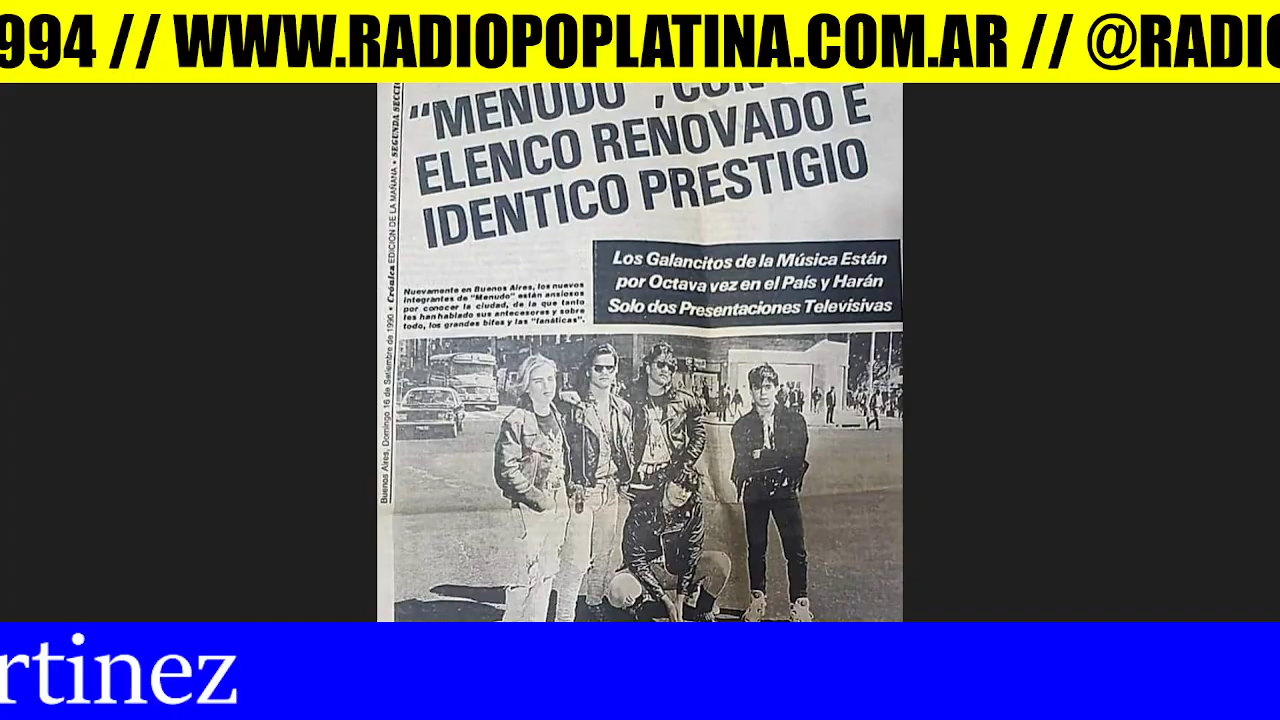 994 // WWW.RADIOPOPLATINA.COM.AR // @RADIO
"MENUDO", CON
ELENCO RENOVADO E
IDENTICO PRESTIGIO
Los Galancitos de la Música Están
por Octava vez en el País y Harán
Solo dos Presentaciones Televisivas
Nuevamente en Buenos Aires, los nuevos
integrantes de "Menudo" están ansiosos
por conocer la ciudad, de la que tanto
les han hablado sus antecesores y sobre
todo, los grandes bifes y las "fanáticas".
Buenos Aires, Domingo 16 de Setiembre de 1990 • Crónica EDICION DE LA MAÑANA • SEGUNDA SECCIO
rtinez